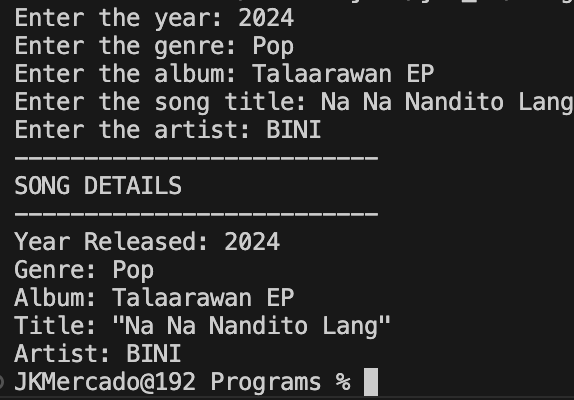 Enter the year: 2024
Enter the genre: Pop
Enter the album: Talaarawan EP
Enter the song title: Na Na Nandito Lang
Enter the artist: BINI
--------------------------
SONG DETAILS
--------------------------
Year Released: 2024
Genre: Pop
Album: Talaarawan EP
Title: "Na Na Nandito Lang"
Artist: BINI
JKMercado@192 Programs %